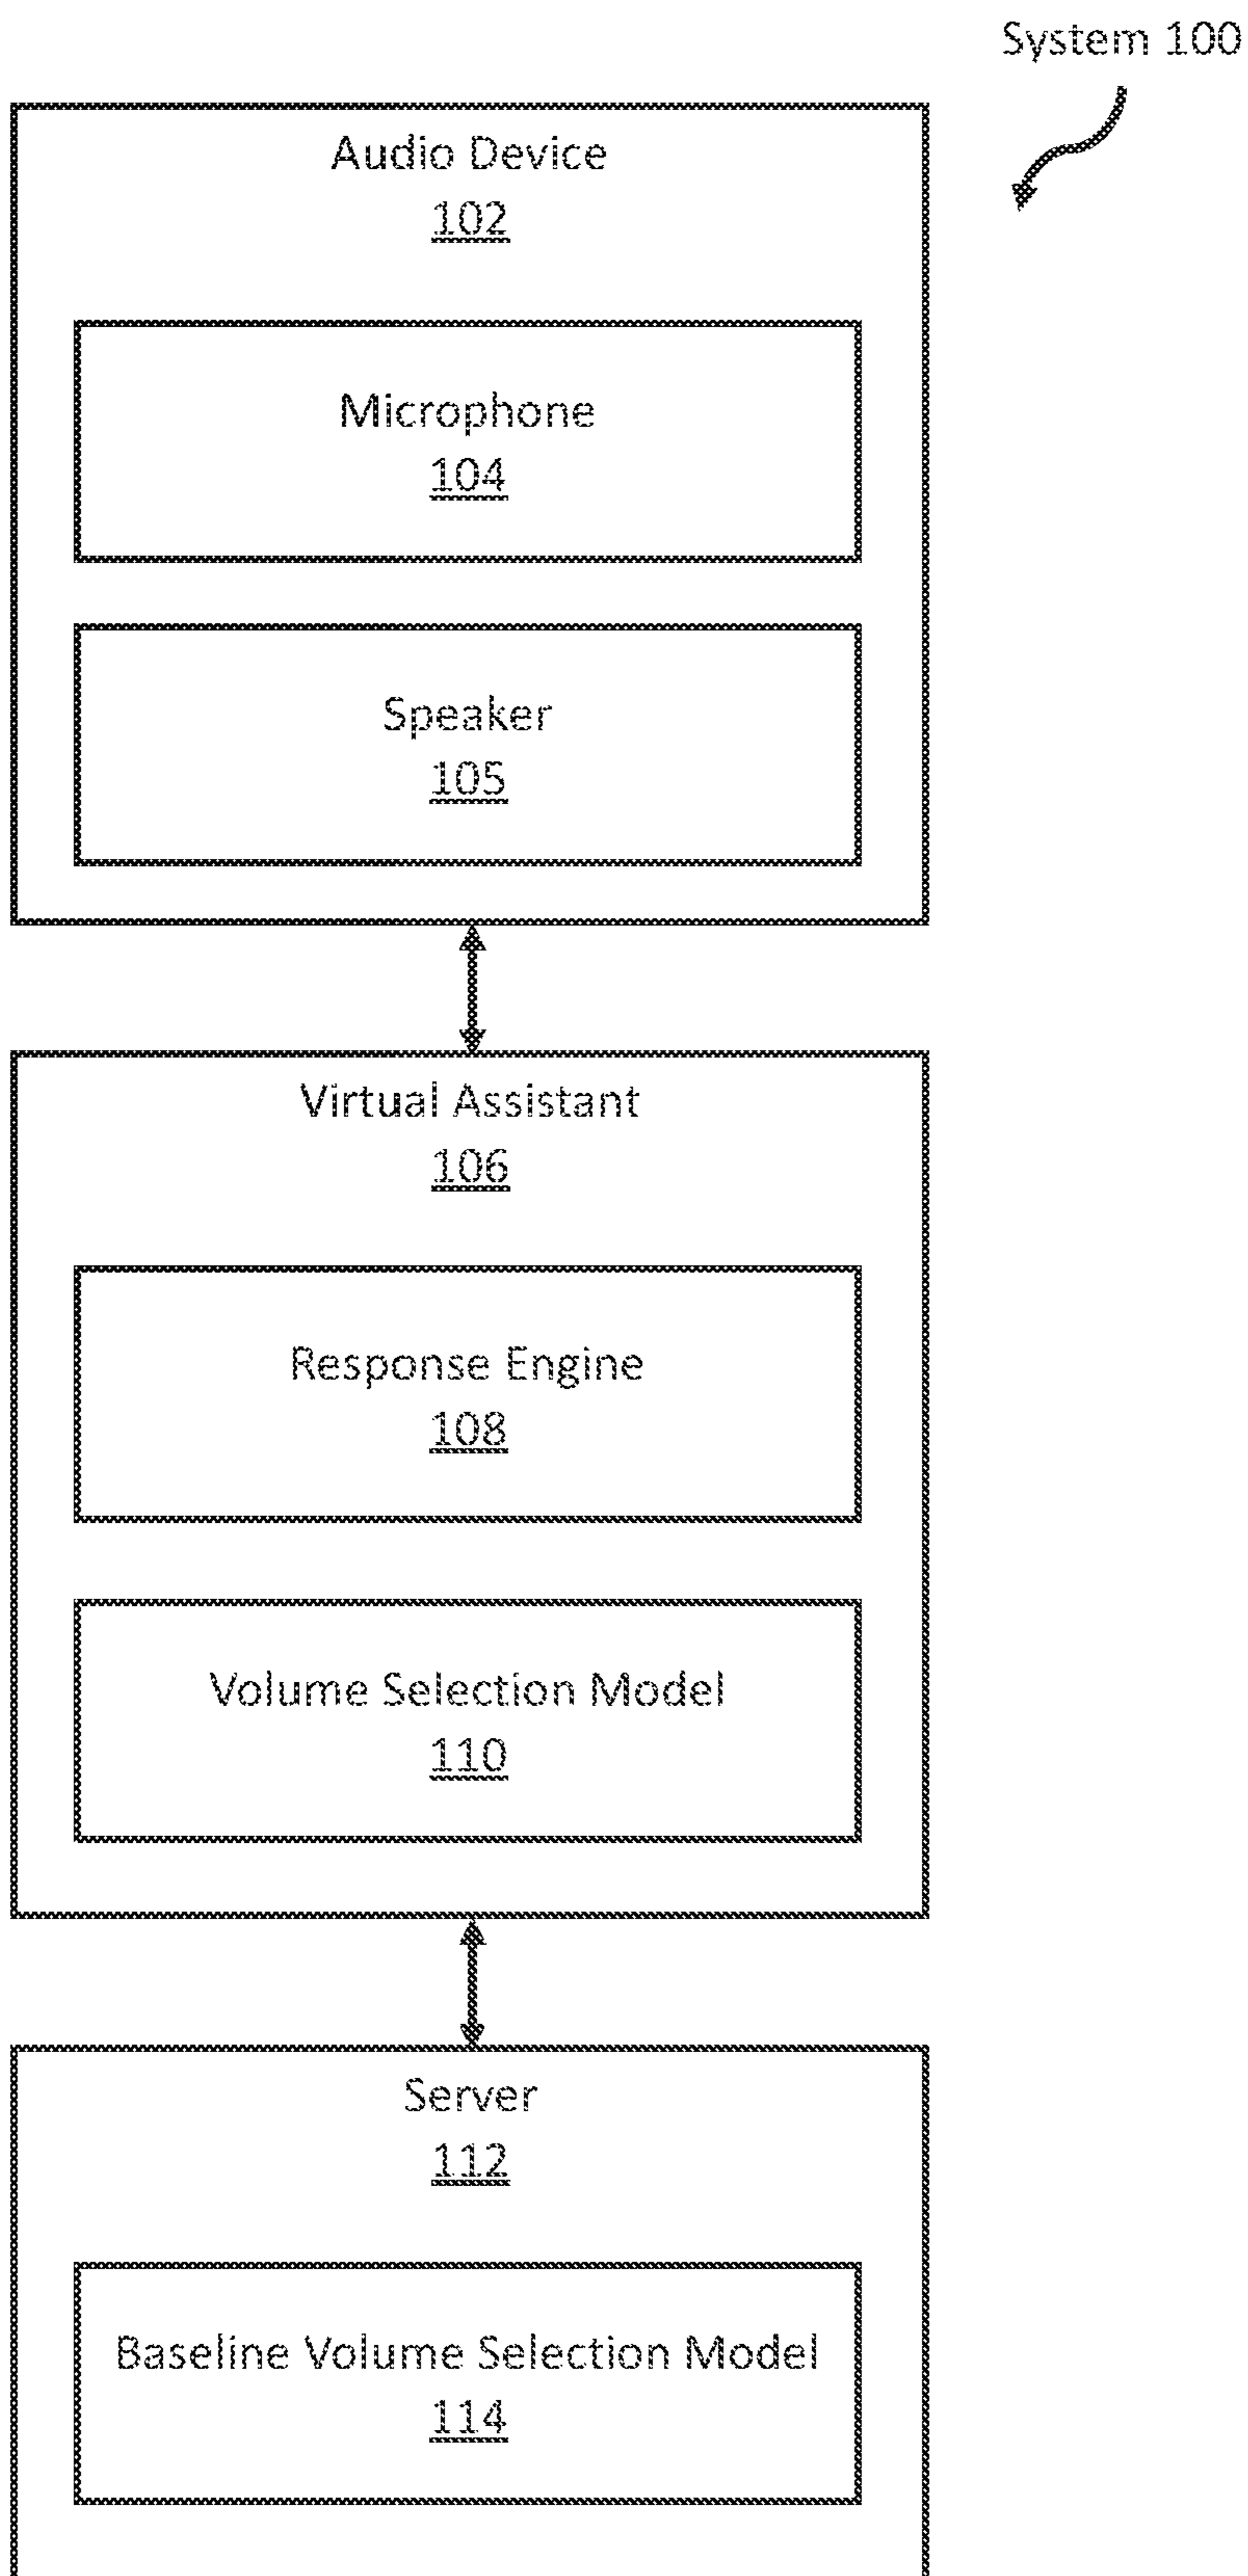 System 100
Audio Device
102
Microphone
104
Speaker
105
Virtual Assistant
106
Response Engine
108
Volume Selection Model
110
Server
112
Baseline Volume Selection Model
114